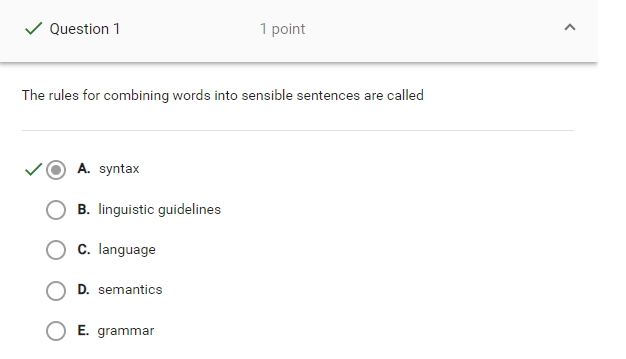 Question 1 1 point
The rules for combining words into sensible sentences are called
A. syntax
B. linguistic guidelines
C. language
D. semantics
E. grammar